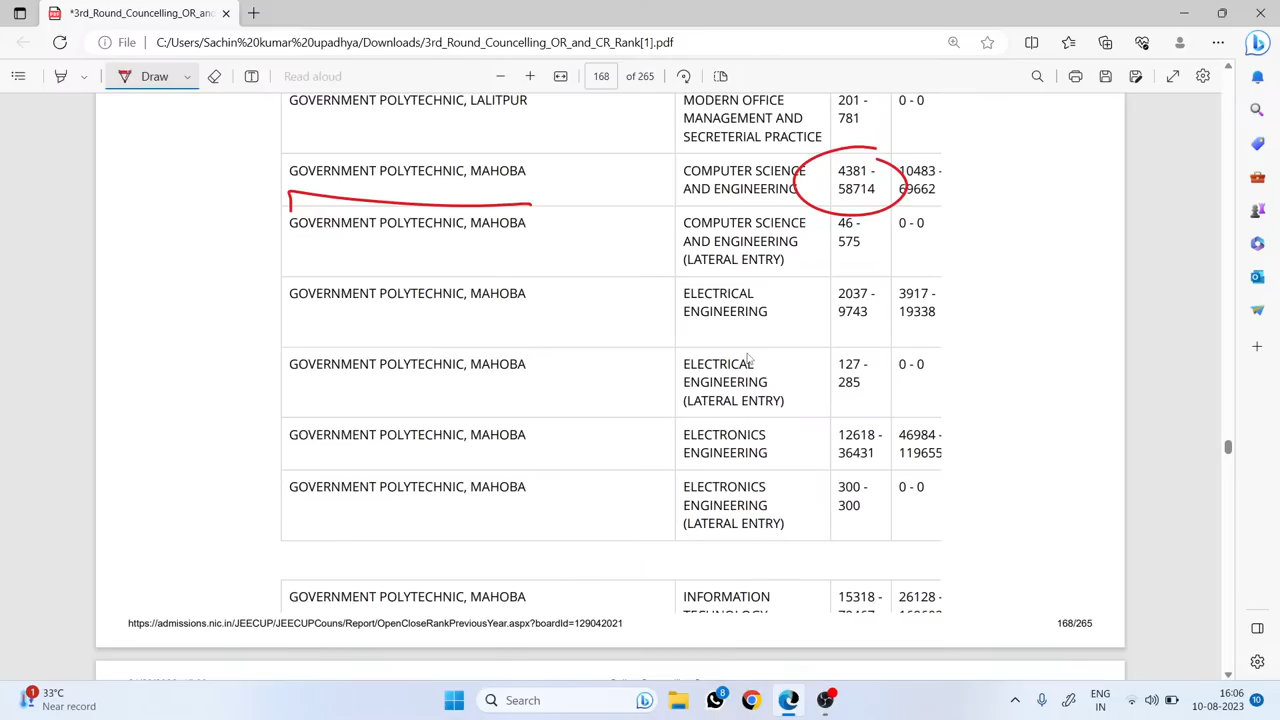 *3rd_Round_Councelling_OR_and
File
C:/Users/Sachin%20kumar%20upadhya/Downloads/3rd_Round_Councelling_OR_and_CR_Rank[1].pdf
Draw
Read aloud
168
of 265
GOVERNMENT POLYTECHNIC, LALITPUR
MODERN OFFICE
MANAGEMENT AND
SECRETERIAL PRACTICE
201 -
781
0 - 0
GOVERNMENT POLYTECHNIC, MAHOBA
COMPUTER SCIENCE
AND ENGINEERING
4381 -
58714
10483 -
69662
GOVERNMENT POLYTECHNIC, MAHOBA
COMPUTER SCIENCE
AND ENGINEERING
(LATERAL ENTRY)
46 -
575
0 - 0
GOVERNMENT POLYTECHNIC, MAHOBA
ELECTRICAL
ENGINEERING
2037 -
9743
3917 -
19338
GOVERNMENT POLYTECHNIC, MAHOBA
ELECTRICAL
ENGINEERING
(LATERAL ENTRY)
127 -
285
0 - 0
GOVERNMENT POLYTECHNIC, MAHOBA
ELECTRONICS
ENGINEERING
12618 -
36431
46984 -
119655
GOVERNMENT POLYTECHNIC, MAHOBA
ELECTRONICS
ENGINEERING
(LATERAL ENTRY)
300 -
300
0 - 0
GOVERNMENT POLYTECHNIC, MAHOBA
INFORMATION
15318 -
26128 -
https://admissions.nic.in/JEECUP/JEECUPCouns/Report/OpenCloseRankPreviousYear.aspx?boardId=129042021
168/265
1
33°C
Near record
Search
8
ENG
IN
16:06
10-08-2023
10